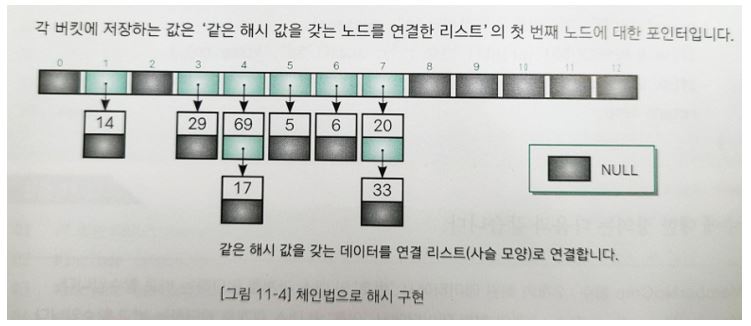 각 버킷에 저장하는 값은 ‘같은 해시 값을 갖는 노드를 연결한 리스트’의 첫 번째 노드에 대한 포인터입니다.
0 1 2 3 4 5 6 7 8 9 10 11 12
14 29 69 5 6 20
NULL
17 33
같은 해시 값을 갖는 데이터를 연결 리스트(사슬 모양)로 연결합니다.
[그림 11-4] 체인법으로 해시 구현